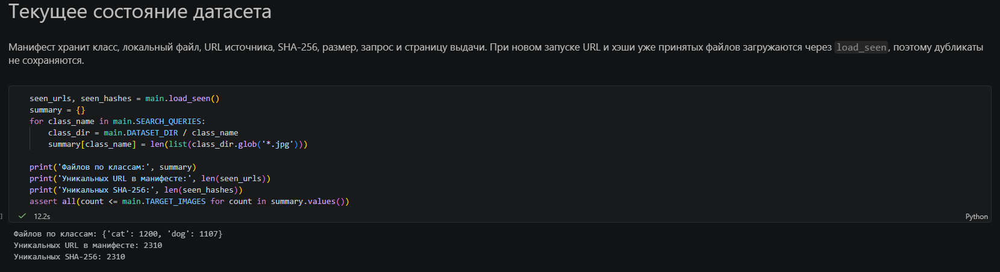 Текущее состояние датасета
Манифест хранит класс, локальный файл, URL источника, SHA-256, размер, запрос и страницу выдачи. При новом запуске URL и хэши уже принятых файлов загружаются через load_seen, поэтому дубликаты
не сохраняются.
seen_urls, seen_hashes = main.load_seen()
summary = {}
for class_name in main.SEARCH_QUERIES:
    class_dir = main.DATASET_DIR / class_name
    summary[class_name] = len(list(class_dir.glob('*.jpg')))
print('Файлов по классам:', summary)
print('Уникальных URL в манифесте:', len(seen_urls))
print('Уникальных SHA-256:', len(seen_hashes))
assert all(count <= main.TARGET_IMAGES for count in summary.values())
] 12.2s Python
Файлов по классам: {'cat': 1200, 'dog': 1107}
Уникальных URL в манифесте: 2310
Уникальных SHA-256: 2310